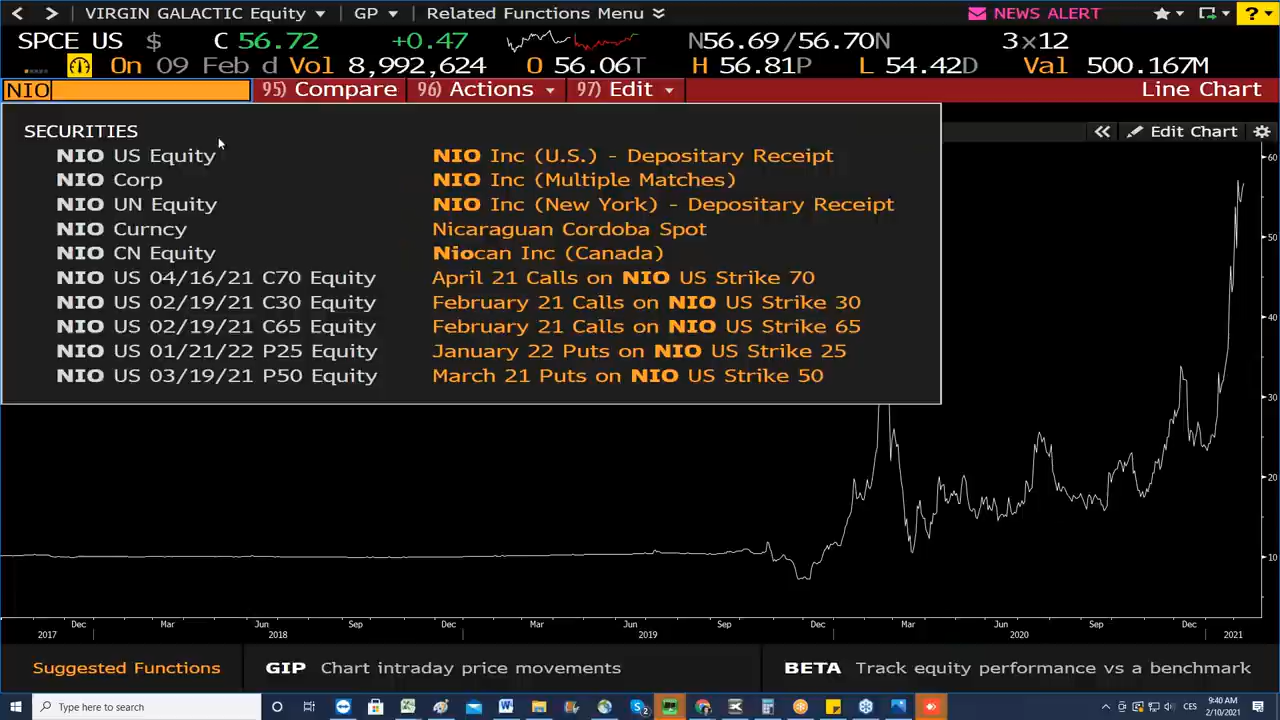 VIRGIN GALACTIC Equity GP Related Functions Menu NEWS ALERT ?
SPCE US $ C 56.72 +0.47 N56.69/56.70N 3x12
On 09 Feb d Vol 8,992,624 O 56.06T H 56.81P L 54.42D Val 500.167M
NIO 95) Compare 96) Actions 97) Edit Line Chart
Edit Chart
SECURITIES
NIO US Equity NIO Inc (U.S.) - Depositary Receipt
NIO Corp NIO Inc (Multiple Matches)
NIO UN Equity NIO Inc (New York) - Depositary Receipt
NIO Curncy Nicaraguan Cordoba Spot
NIO CN Equity Niocan Inc (Canada)
NIO US 04/16/21 C70 Equity April 21 Calls on NIO US Strike 70
NIO US 02/19/21 C30 Equity February 21 Calls on NIO US Strike 30
NIO US 02/19/21 C65 Equity February 21 Calls on NIO US Strike 65
NIO US 01/21/22 P25 Equity January 22 Puts on NIO US Strike 25
NIO US 03/19/21 P50 Equity March 21 Puts on NIO US Strike 50
60
50
40
30
20
10
Dec Mar Jun Sep Dec Mar Jun Sep Dec Mar Jun Sep Dec
2017 2018 2019 2020 2021
Suggested Functions GIP Chart intraday price movements BETA Track equity performance vs a benchmark
Type here to search CES 9:40 AM
2/10/2021